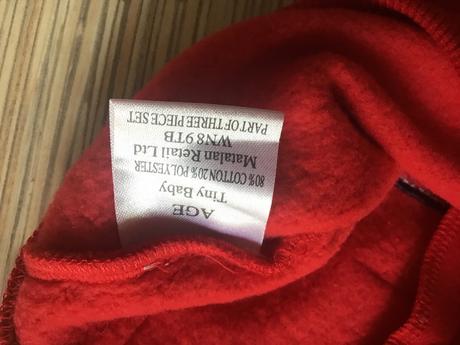 AGE
Tiny Baby
80% COTTON 20% POLYESTER
Matalan Retail Ltd
WN8 9TB
PART OF THREE PIECE SET